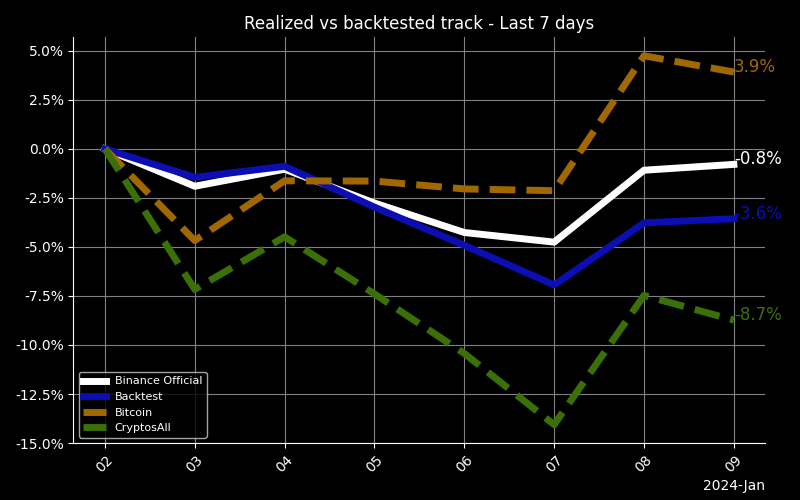 Realized vs backtested track - Last 7 days
5.0%
2.5%
0.0%
-2.5%
-5.0%
-7.5%
-10.0%
-12.5%
-15.0%
3.9%
-0.8%
-3.6%
-8.7%
Binance Official
Backtest
Bitcoin
CryptosAll
02 03 04 05 06 07 08 09
2024-Jan